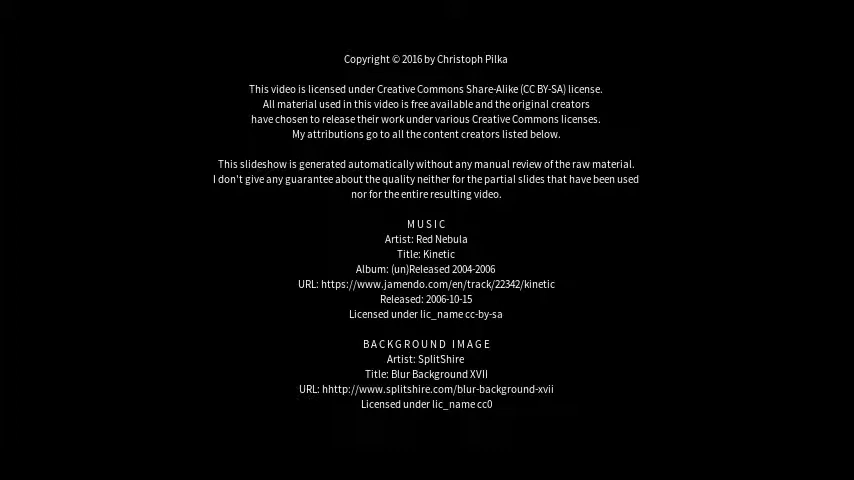 Copyright © 2016 by Christoph Pilka
This video is licensed under Creative Commons Share-Alike (CC BY-SA) license.
All material used in this video is free available and the original creators
have chosen to release their work under various Creative Commons licenses.
My attributions go to all the content creators listed below.
This slideshow is generated automatically without any manual review of the raw material.
I don't give any guarantee about the quality neither for the partial slides that have been used
nor for the entire resulting video.
M U S I C
Artist: Red Nebula
Title: Kinetic
Album: (un)Released 2004-2006
URL: https://www.jamendo.com/en/track/22342/kinetic
Released: 2006-10-15
Licensed under lic_name cc-by-sa
B A C K G R O U N D   I M A G E
Artist: SplitShire
Title: Blur Background XVII
URL: hhttp://www.splitshire.com/blur-background-xvii
Licensed under lic_name cc0